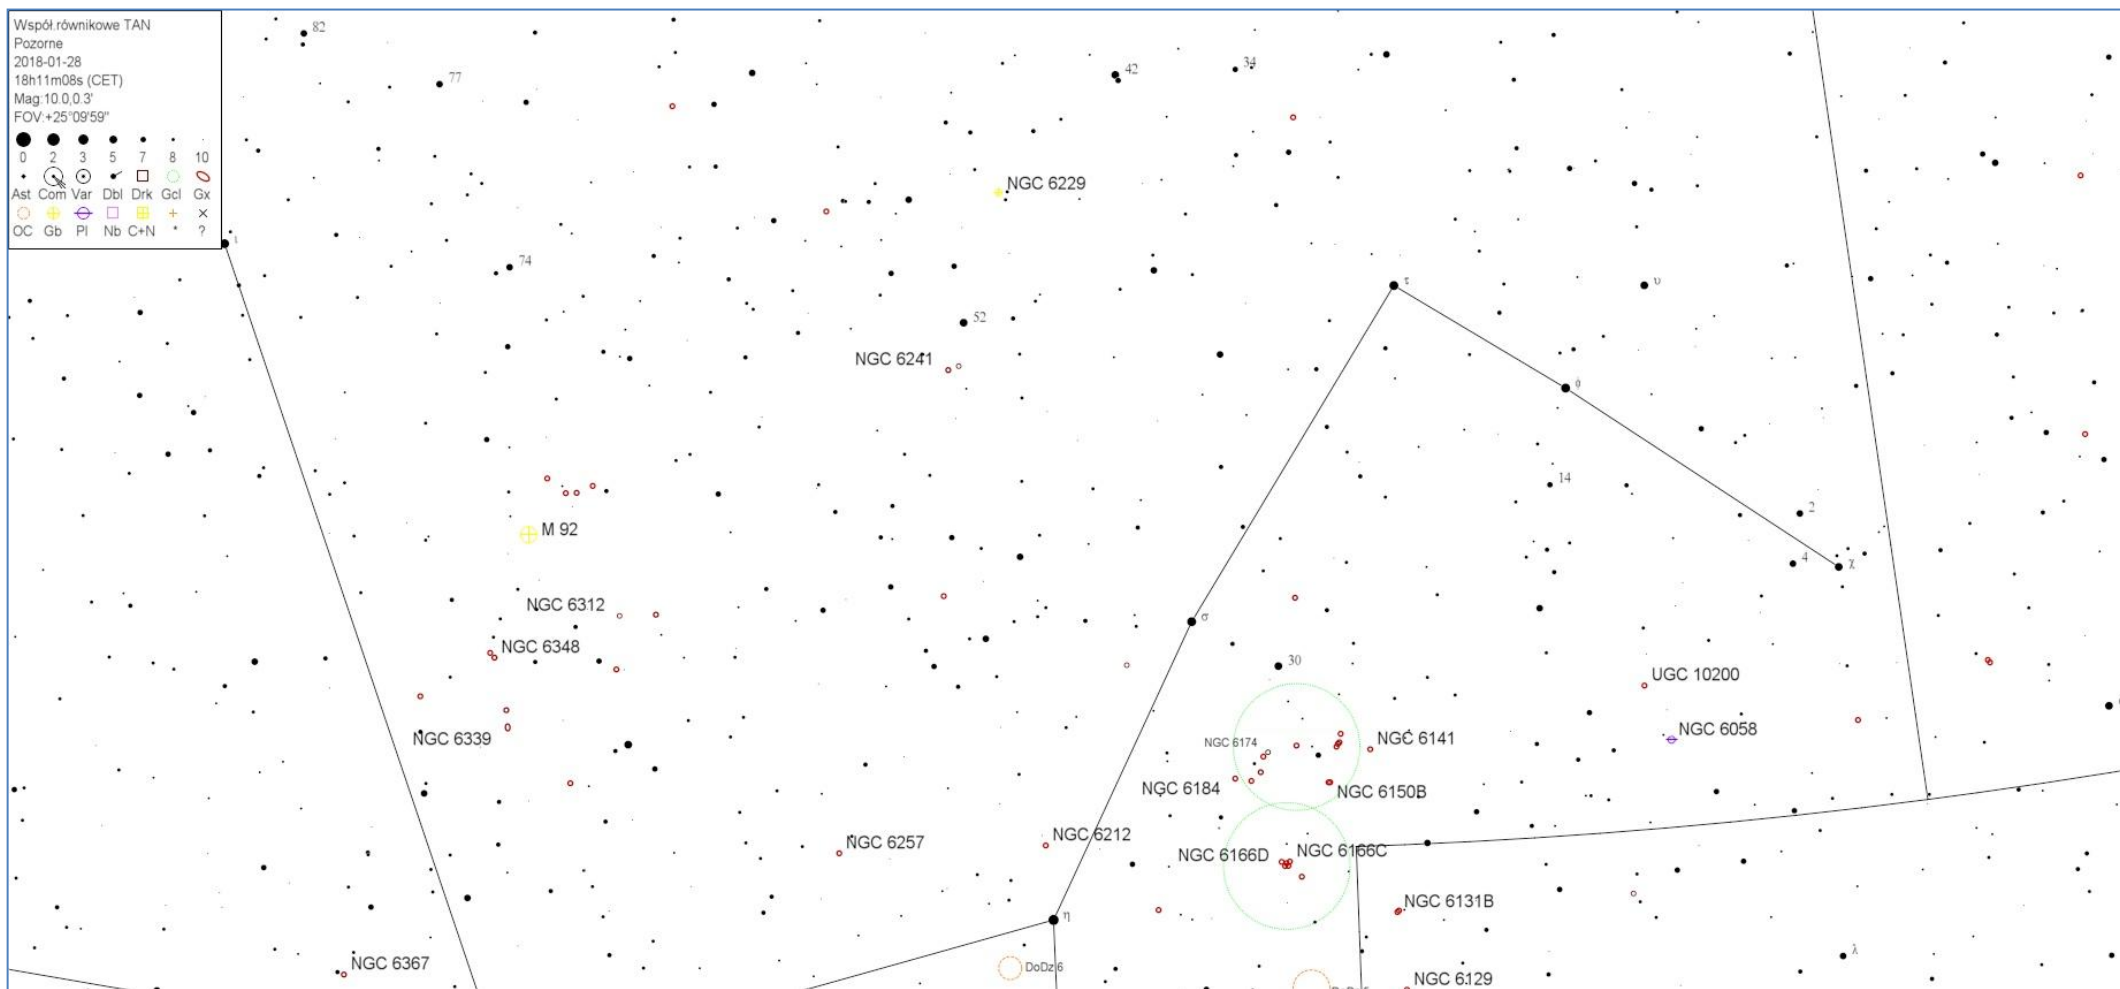 Współ.równikowe TAN
Pozorne
2018-01-28
18h11m08s (CET)
Mag:10.0,0.3'
FOV:+25°09'59"
0 2 3 5 7 8 10
Ast Com Var Dbl Drk Gcl Gx
OC Gb Pl Nb C+N * ?
82
77
42
34
NGC 6229
ι
74
τ
υ
52
NGC 6241
ϕ
14
2
M 92
4
χ
NGC 6312
σ
NGC 6348
30
UGC 10200
NGC 6339
NGC 6174
NGC 6141
NGC 6058
NGC 6184
NGC 6150B
NGC 6257
NGC 6212
NGC 6166D
NGC 6166C
NGC 6131B
η
λ
NGC 6367
DoDz 6
NGC 6129